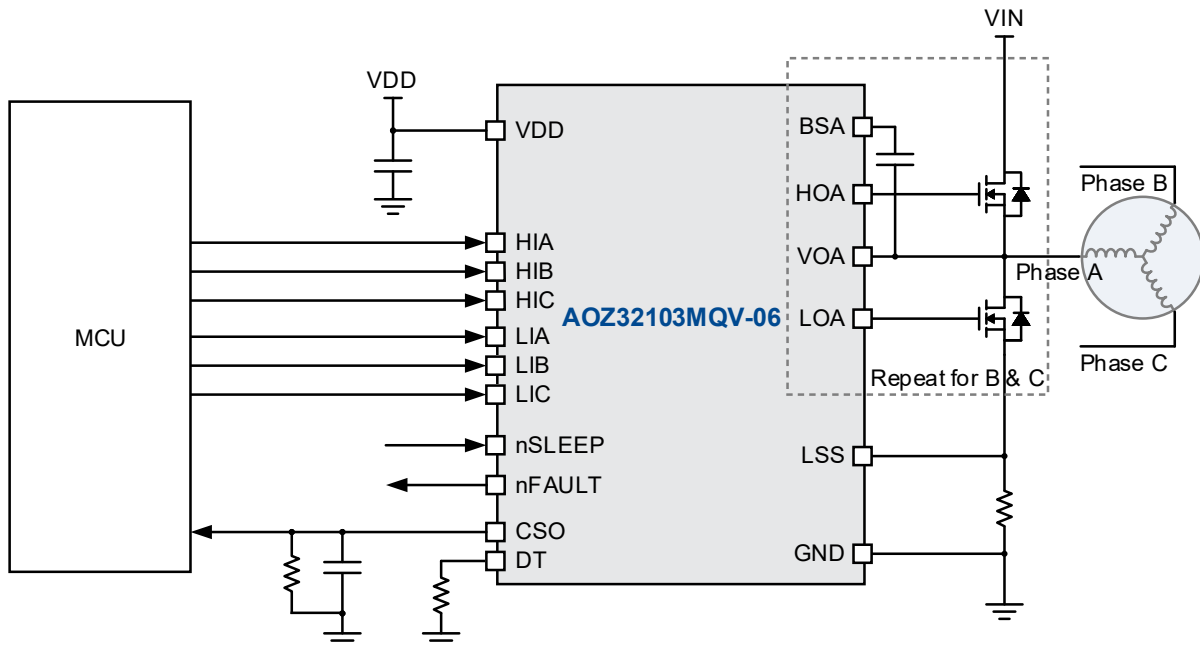 VIN
VDD
VDD
BSA
HOA
Phase B
HIA
VOA
HIB
Phase A
HIC
AOZ32103MQV-06
LOA
MCU
LIA
LIB
Phase C
LIC
Repeat for B & C
nSLEEP
LSS
nFAULT
CSO
GND
DT